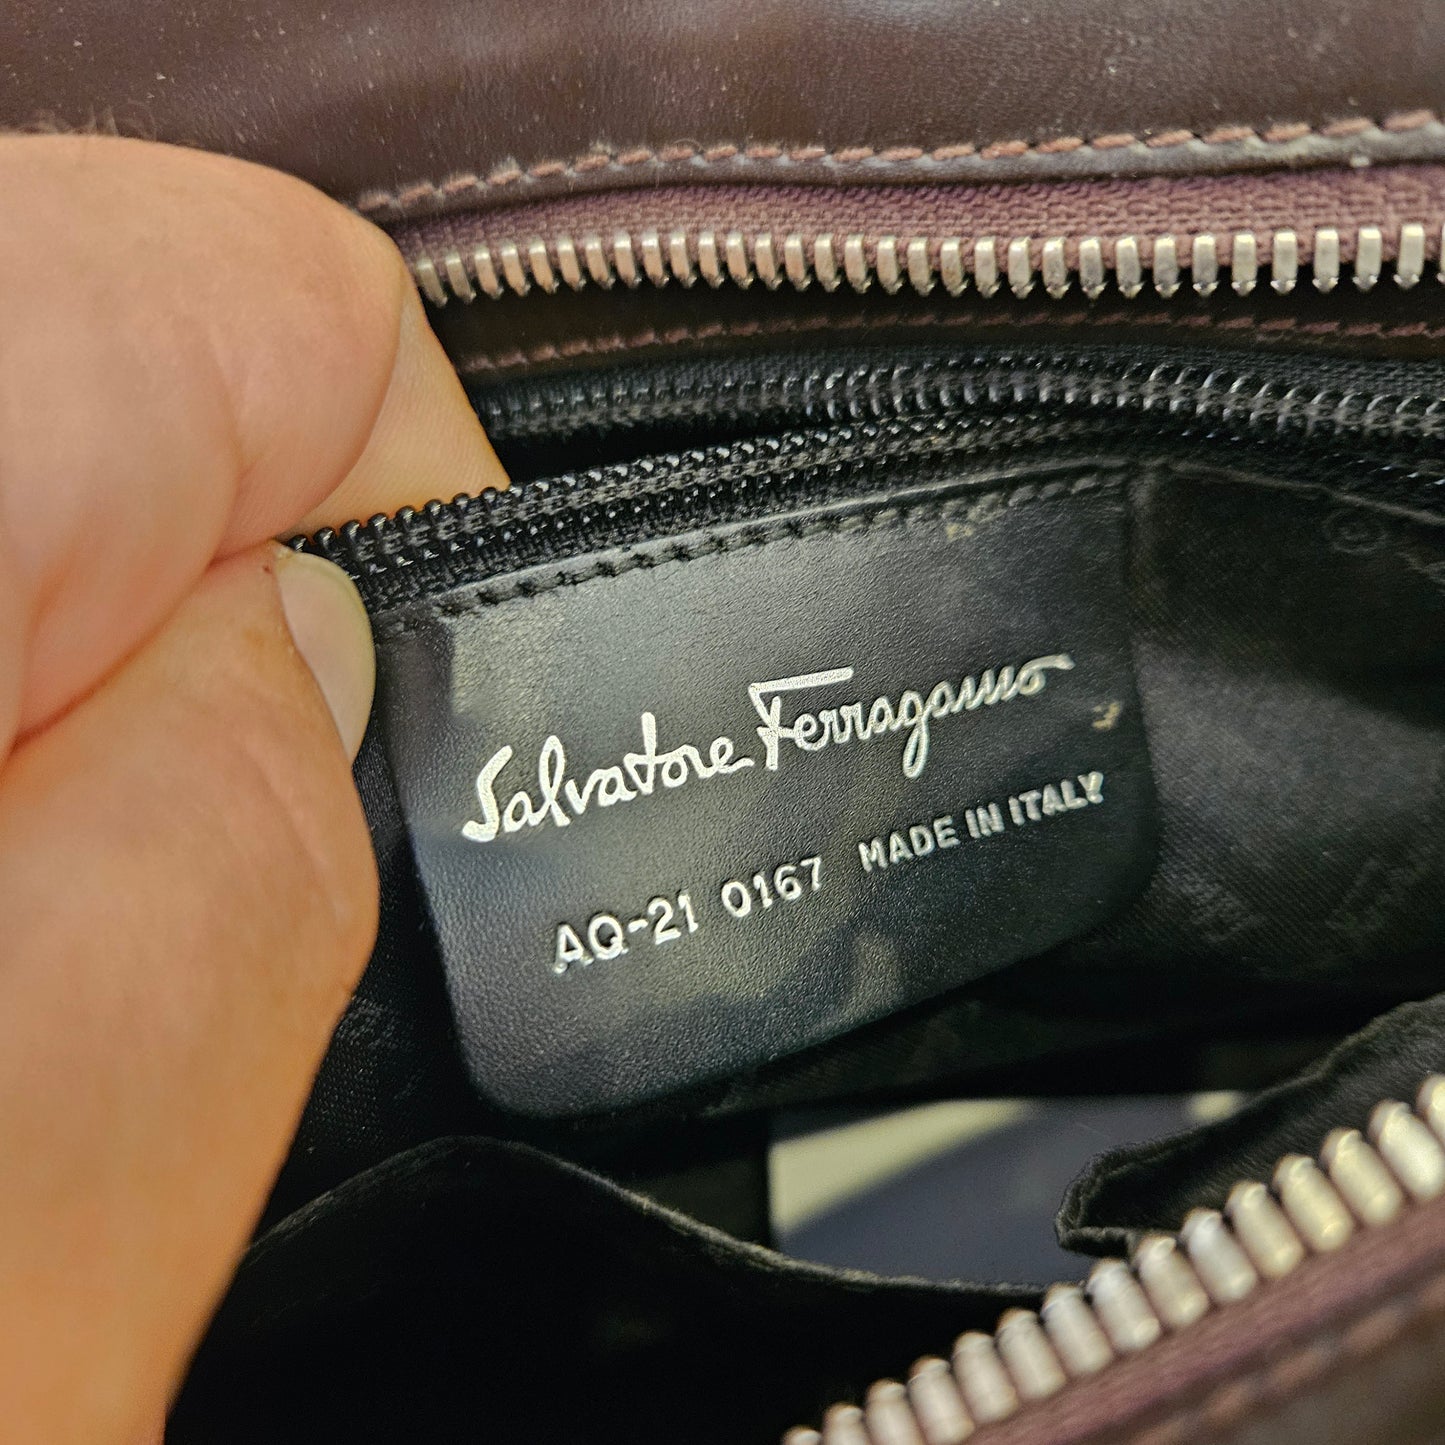 Salvatore Ferragamo
AQ-21 0167 MADE IN ITALY